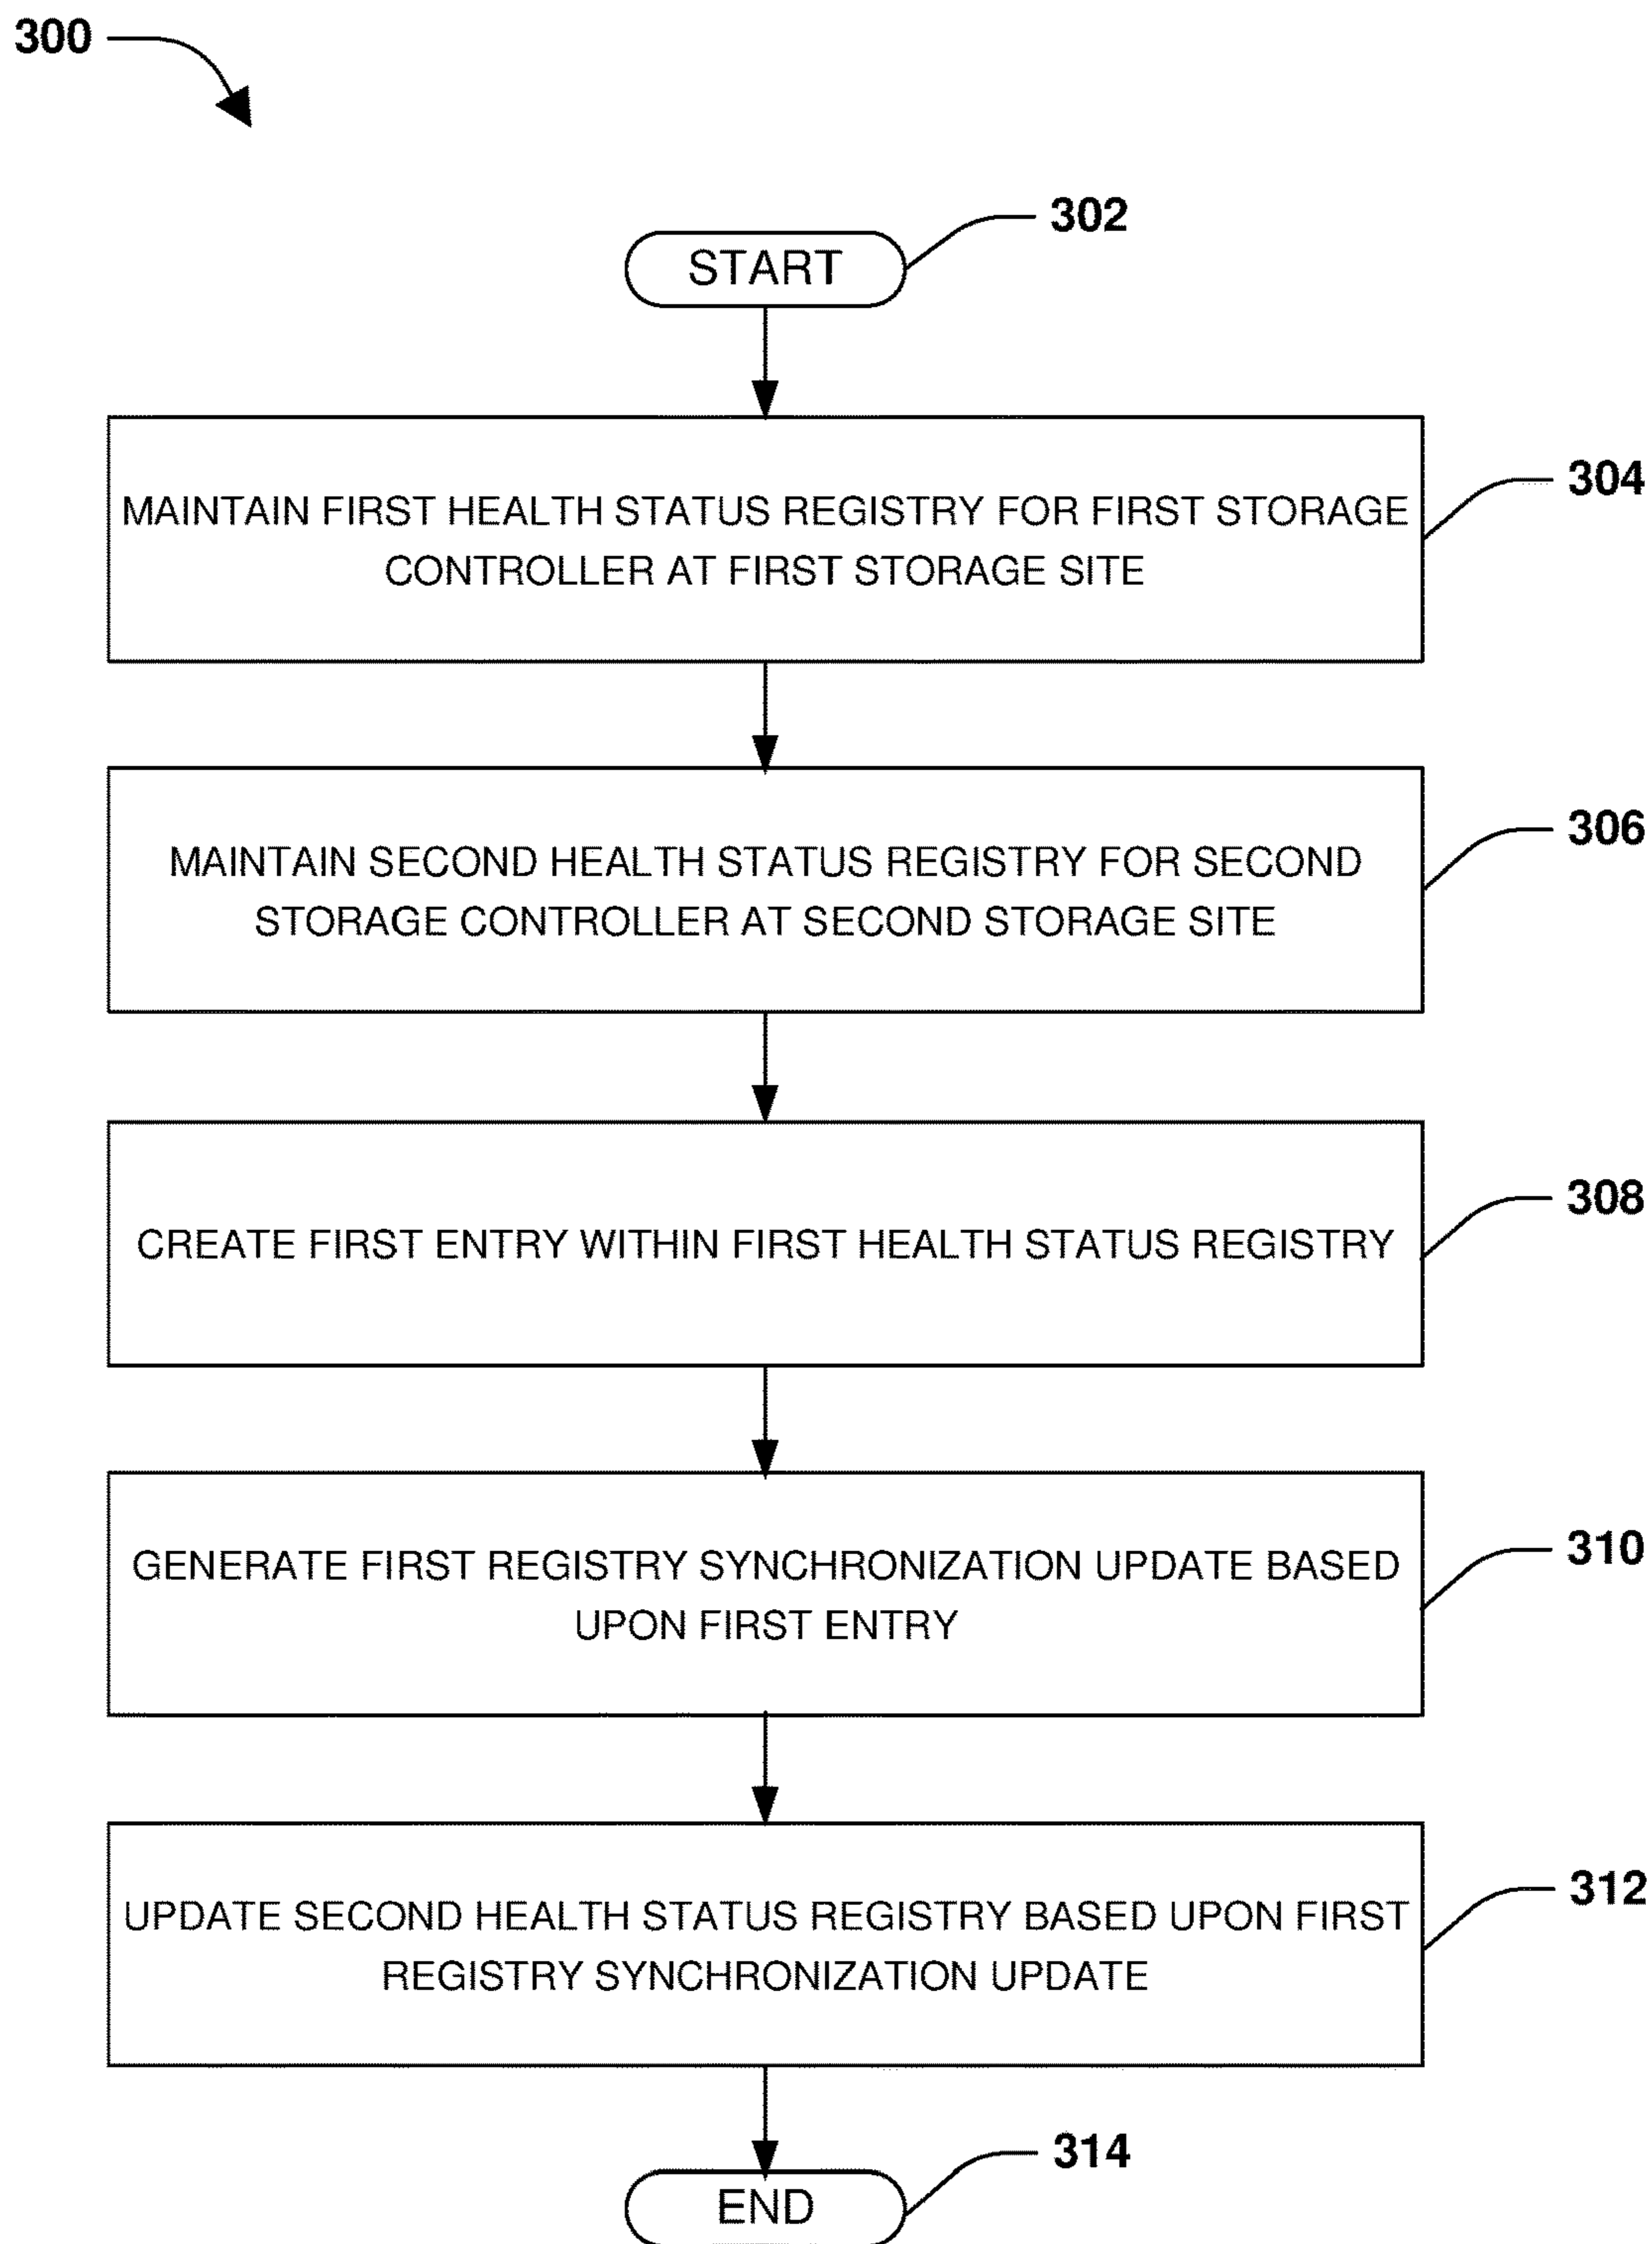 300
302
START
304
MAINTAIN FIRST HEALTH STATUS REGISTRY FOR FIRST STORAGE
CONTROLLER AT FIRST STORAGE SITE
306
MAINTAIN SECOND HEALTH STATUS REGISTRY FOR SECOND
STORAGE CONTROLLER AT SECOND STORAGE SITE
308
CREATE FIRST ENTRY WITHIN FIRST HEALTH STATUS REGISTRY
310
GENERATE FIRST REGISTRY SYNCHRONIZATION UPDATE BASED
UPON FIRST ENTRY
312
UPDATE SECOND HEALTH STATUS REGISTRY BASED UPON FIRST
REGISTRY SYNCHRONIZATION UPDATE
314
END